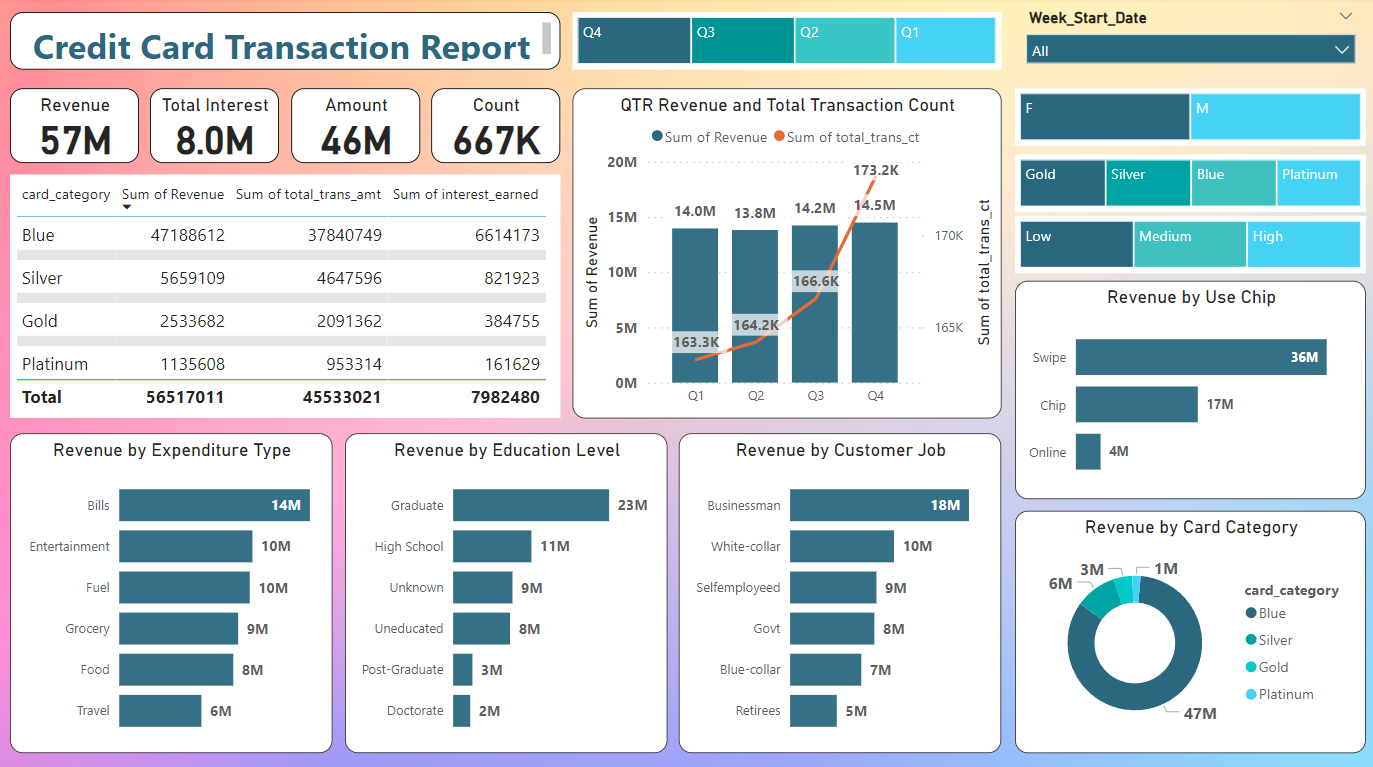 Credit Card Transaction Report
Q4 Q3 Q2 Q1
Week_Start_Date
All
Revenue
57M
Total Interest
8.0M
Amount
46M
Count
667K
F M
Gold Silver Blue Platinum
Low Medium High
card_category Sum of Revenue Sum of total_trans_amt Sum of interest_earned
Blue 47188612 37840749 6614173
Silver 5659109 4647596 821923
Gold 2533682 2091362 384755
Platinum 1135608 953314 161629
Total 56517011 45533021 7982480
QTR Revenue and Total Transaction Count
Sum of Revenue Sum of total_trans_ct
Sum of Revenue
20M
15M
10M
5M
0M
14.0M 13.8M 14.2M 14.5M
163.3K 164.2K 166.6K 173.2K
170K
165K
Sum of total_trans_ct
Q1 Q2 Q3 Q4
Revenue by Use Chip
Swipe 36M
Chip 17M
Online 4M
Revenue by Expenditure Type
Bills 14M
Entertainment 10M
Fuel 10M
Grocery 9M
Food 8M
Travel 6M
Revenue by Education Level
Graduate 23M
High School 11M
Unknown 9M
Uneducated 8M
Post-Graduate 3M
Doctorate 2M
Revenue by Customer Job
Businessman 18M
White-collar 10M
Selfemployeed 9M
Govt 8M
Blue-collar 7M
Retirees 5M
Revenue by Card Category
3M 1M
6M
47M
card_category
Blue
Silver
Gold
Platinum